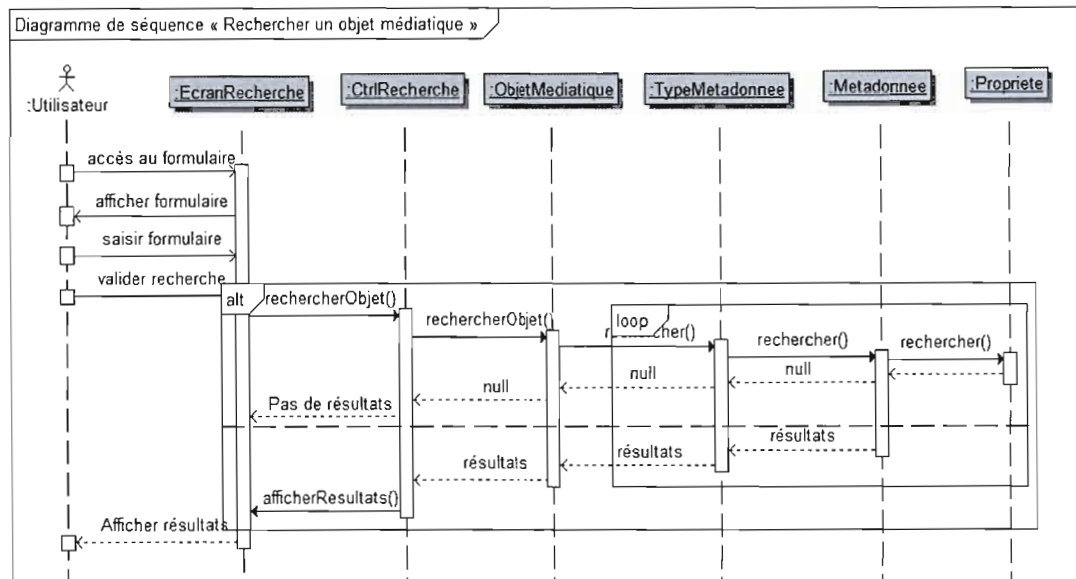 Diagramme de séquence « Rechercher un objet médiatique »
:Utilisateur
:EcranRecherche
:CtrlRecherche
:ObjetMediatique
:TypeMetadonnee
:Metadonnee
:Propriete
accès au formulaire
afficher formulaire
saisir formulaire
valider recherche
alt
rechercherObjet()
rechercherObjet()
loop
rechercher()
rechercher()
null
null
null
Pas de résultats
résultats
résultats
résultats
afficherResultats()
Afficher résultats